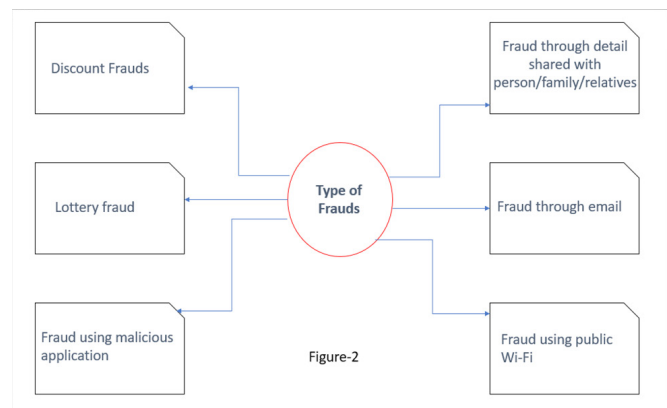 Discount Frauds
Fraud through detail
shared with
person/family/relatives
Type of
Frauds
Lottery fraud
Fraud through email
Fraud using malicious
application
Fraud using public
Wi-Fi
Figure-2